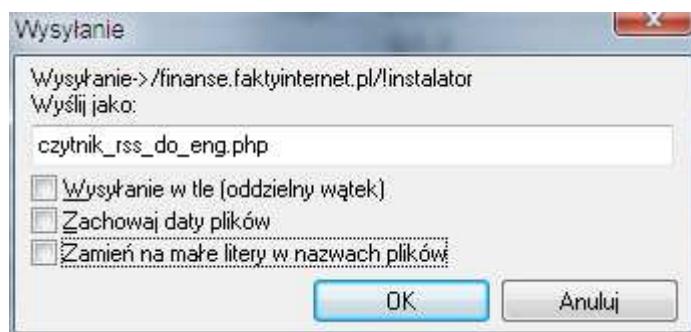 Wysyłanie
Wysyłanie->/finanse.faktyinternet.pl/!instalator
Wyślij jako:
czytnik_rss_do_eng.php
Wysyłanie w tle (oddzielny wątek)
Zachowaj daty plików
Zamień na małe litery w nazwach plików
OK Anuluj